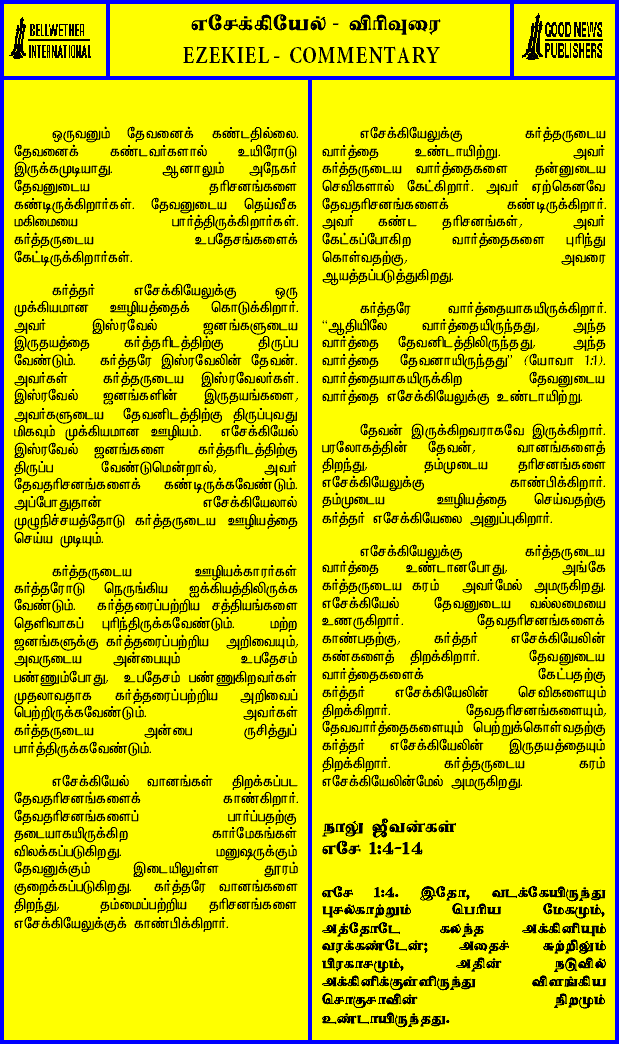 BELLWETHER
INTERNATIONAL
எசேக்கியேல் - விரிவுரை
EZEKIEL - COMMENTARY
GOOD NEWS
PUBLISHERS
ஒருவனும் தேவனைக் கண்டதில்லை.
தேவனைக் கண்டவர்களால் உயிரோடு
இருக்கமுடியாது. ஆனாலும் அநேகர்
தேவனுடைய தரிசனங்களை
கண்டிருக்கிறார்கள். தேவனுடைய தெய்வீக
மகிமையை பார்த்திருக்கிறார்கள்.
கர்த்தருடைய உபதேசங்களைக்
கேட்டிருக்கிறார்கள்.
கர்த்தர் எசேக்கியேலுக்கு ஒரு
முக்கியமான ஊழியத்தைக் கொடுக்கிறார்.
அவர் இஸ்ரவேல் ஜனங்களுடைய
இருதயத்தை கர்த்தரிடத்திற்கு திருப்ப
வேண்டும். கர்த்தரே இஸ்ரவேலின் தேவன்.
அவர்கள் கர்த்தருடைய இஸ்ரவேலர்கள்.
இஸ்ரவேல் ஜனங்களின் இருதயங்களை,
அவர்களுடைய தேவனிடத்திற்கு திருப்புவது
மிகவும் முக்கியமான ஊழியம். எசேக்கியேல்
இஸ்ரவேல் ஜனங்களை கர்த்தரிடத்திற்கு
திருப்ப வேண்டுமென்றால், அவர்
தேவதரிசனங்களைக் கண்டிருக்கவேண்டும்.
அப்போதுதான் எசேக்கியேலால்
முழுநிச்சயத்தோடு கர்த்தருடைய ஊழியத்தை
செய்ய முடியும்.
கர்த்தருடைய ஊழியக்காரர்கள்
கர்த்தரோடு நெருங்கிய ஐக்கியத்திலிருக்க
வேண்டும். கர்த்தரைப்பற்றிய சத்தியங்களை
தெளிவாகப் புரிந்திருக்கவேண்டும். மற்ற
ஜனங்களுக்கு கர்த்தரைப்பற்றிய அறிவையும்,
அவருடைய அன்பையும் உபதேசம்
பண்ணும்போது, உபதேசம் பண்ணுகிறவர்கள்
முதலாவதாக கர்த்தரைப்பற்றிய அறிவைப்
பெற்றிருக்கவேண்டும். அவர்கள்
கர்த்தருடைய அன்பை ருசித்துப்
பார்த்திருக்கவேண்டும்.
எசேக்கியேல் வானங்கள் திறக்கப்பட
தேவதரிசனங்களைக் காண்கிறார்.
தேவதரிசனங்களைப் பார்ப்பதற்கு
தடையாகயிருக்கிற கார்மேகங்கள்
விலக்கப்படுகிறது. மனுஷருக்கும்
தேவனுக்கும் இடையிலுள்ள தூரம்
குறைக்கப்படுகிறது. கர்த்தரே வானங்களை
திறந்து, தம்மைப்பற்றிய தரிசனங்களை
எசேக்கியேலுக்குக் காண்பிக்கிறார்.
எசேக்கியேலுக்கு கர்த்தருடைய
வார்த்தை உண்டாயிற்று. அவர்
கர்த்தருடைய வார்த்தைகளை தன்னுடைய
செவிகளால் கேட்கிறார். அவர் ஏற்கெனவே
தேவதரிசனங்களைக் கண்டிருக்கிறார்.
அவர் கண்ட தரிசனங்கள், அவர்
கேட்கப்போகிற வார்த்தைகளை புரிந்து
கொள்வதற்கு, அவரை
ஆயத்தப்படுத்துகிறது.
கர்த்தரே வார்த்தையாகயிருக்கிறார்.
“ஆதியிலே வார்த்தையிருந்தது, அந்த
வார்த்தை தேவனிடத்திலிருந்தது, அந்த
வார்த்தை தேவனாயிருந்தது” (யோவா 1:1).
வார்த்தையாகயிருக்கிற தேவனுடைய
வார்த்தை எசேக்கியேலுக்கு உண்டாயிற்று.
தேவன் இருக்கிறவராகவே இருக்கிறார்.
பரலோகத்தின் தேவன், வானங்களைத்
திறந்து, தம்முடைய தரிசனங்களை
எசேக்கியேலுக்கு காண்பிக்கிறார்.
தம்முடைய ஊழியத்தை செய்வதற்கு
கர்த்தர் எசேக்கியேலை அனுப்புகிறார்.
எசேக்கியேலுக்கு கர்த்தருடைய
வார்த்தை உண்டானபோது, அங்கே
கர்த்தருடைய கரம் அவர்மேல் அமருகிறது.
எசேக்கியேல் தேவனுடைய வல்லமையை
உணருகிறார். தேவதரிசனங்களைக்
காண்பதற்கு, கர்த்தர் எசேக்கியேலின்
கண்களைத் திறக்கிறார். தேவனுடைய
வார்த்தைகளைக் கேட்பதற்கு
கர்த்தர் எசேக்கியேலின் செவிகளையும்
திறக்கிறார். தேவதரிசனங்களையும்,
தேவவார்த்தைகளையும் பெற்றுக்கொள்வதற்கு
கர்த்தர் எசேக்கியேலின் இருதயத்தையும்
திறக்கிறார். கர்த்தருடைய கரம்
எசேக்கியேலின்மேல் அமருகிறது.
நாலு ஜீவன்கள்
எசே 1:4-14
எசே 1:4. இதோ, வடக்கேயிருந்து
புசல்காற்றும் பெரிய மேகமும்,
அத்தோடே கலந்த அக்கினியும்
வரக்கண்டேன்; அதைச் சுற்றிலும்
பிரகாசமும், அதின் நடுவில்
அக்கினிக்குள்ளிருந்து விளங்கிய
சொகுசாவின் நிறமும்
உண்டாயிருந்தது.